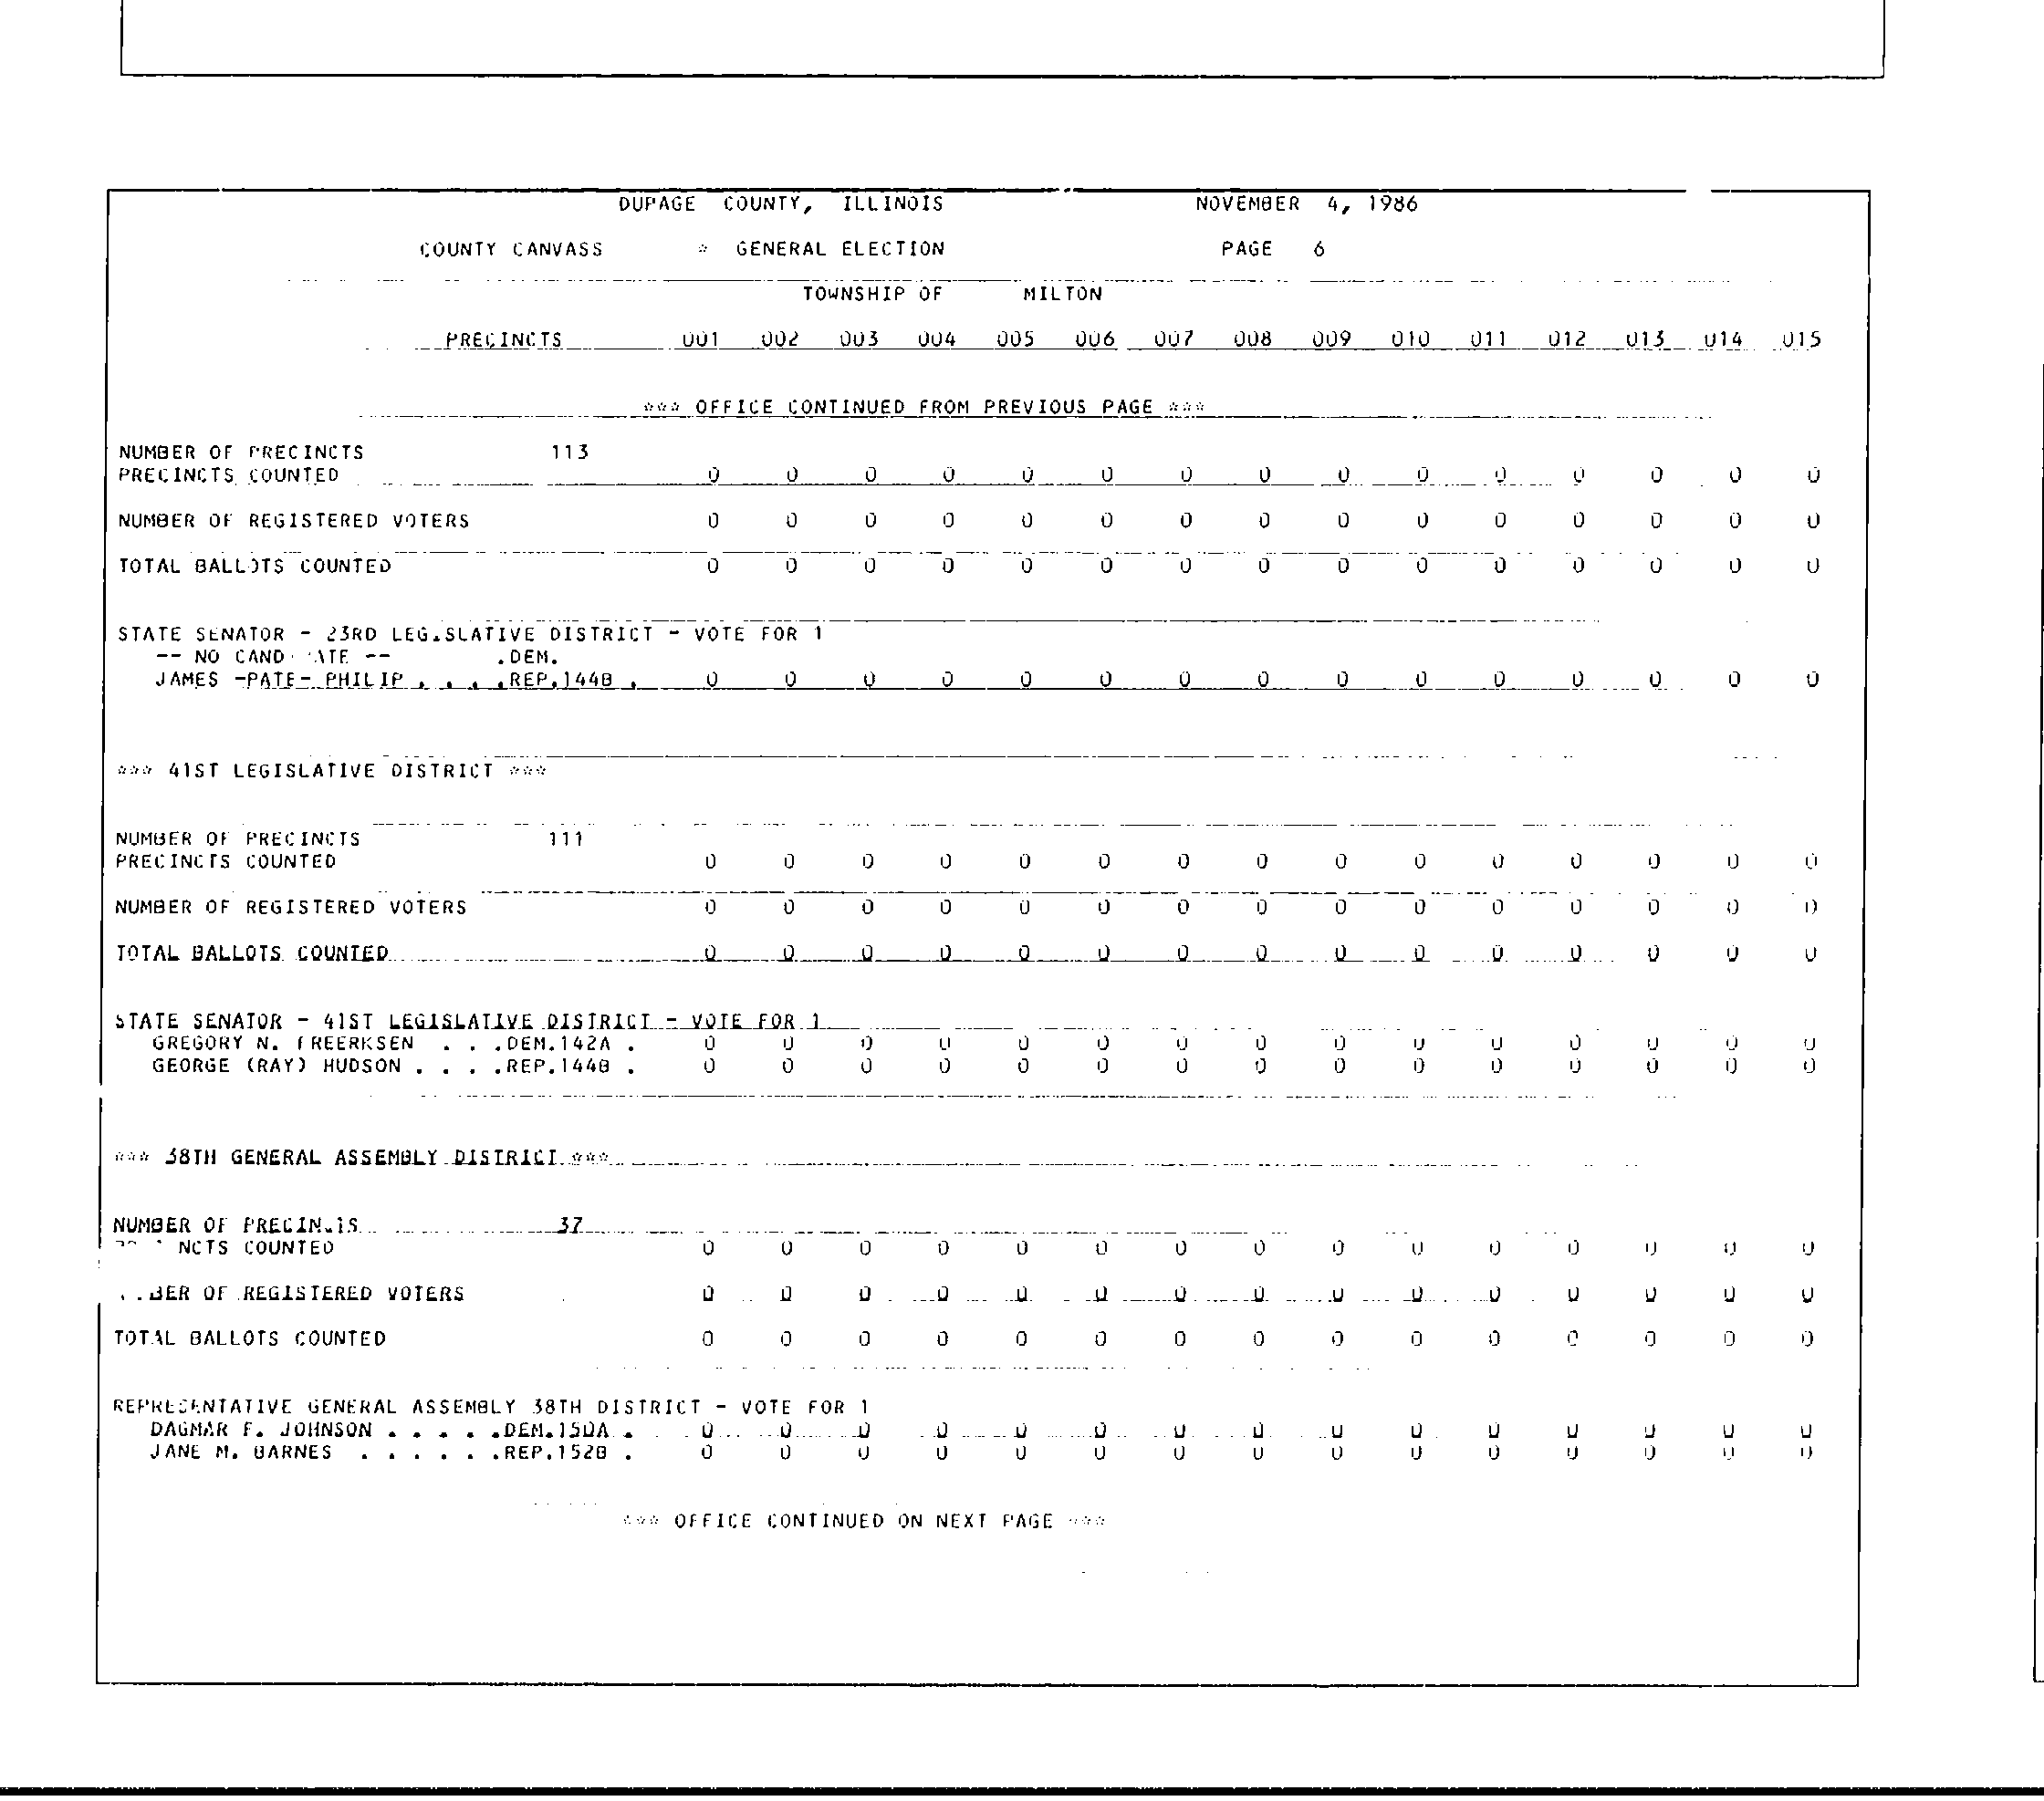 DUPAGE COUNTY, ILLINOIS NOVEMBER 4, 1986
COUNTY CANVASS * GENERAL ELECTION PAGE 6
TOWNSHIP OF MILTON
PRECINCTS 001 002 003 004 005 006 007 008 009 010 011 012 013 014 015
*** OFFICE CONTINUED FROM PREVIOUS PAGE ***
NUMBER OF PRECINCTS 113
PRECINCTS COUNTED 0 0 0 0 0 0 0 0 0 0 0 0 0 0 0
NUMBER OF REGISTERED VOTERS 0 0 0 0 0 0 0 0 0 0 0 0 0 0 0
TOTAL BALLOTS COUNTED 0 0 0 0 0 0 0 0 0 0 0 0 0 0 0
STATE SENATOR - 23RD LEGISLATIVE DISTRICT - VOTE FOR 1
-- NO CANDIDATE -- .DEM.
JAMES -PATE- PHILIP . . . .REP.144B . 0 0 0 0 0 0 0 0 0 0 0 0 0 0 0
*** 41ST LEGISLATIVE DISTRICT ***
NUMBER OF PRECINCTS 111
PRECINCTS COUNTED 0 0 0 0 0 0 0 0 0 0 0 0 0 0 0
NUMBER OF REGISTERED VOTERS 0 0 0 0 0 0 0 0 0 0 0 0 0 0 0
TOTAL BALLOTS COUNTED 0 0 0 0 0 0 0 0 0 0 0 0 0 0 0
STATE SENATOR - 41ST LEGISLATIVE DISTRICT - VOTE FOR 1
GREGORY N. FREERKSEN . . .DEM.142A . 0 0 0 0 0 0 0 0 0 0 0 0 0 0 0
GEORGE (RAY) HUDSON . . . .REP.144B . 0 0 0 0 0 0 0 0 0 0 0 0 0 0 0
*** 38TH GENERAL ASSEMBLY DISTRICT ***
NUMBER OF PRECINCTS 37
COUNTED 0 0 0 0 0 0 0 0 0 0 0 0 0 0 0
OF REGISTERED VOTERS 0 0 0 0 0 0 0 0 0 0 0 0 0 0 0
TOTAL BALLOTS COUNTED 0 0 0 0 0 0 0 0 0 0 0 0 0 0 0
REPRESENTATIVE GENERAL ASSEMBLY 38TH DISTRICT - VOTE FOR 1
DAGMAR F. JOHNSON . . . . .DEM.150A . 0 0 0 0 0 0 0 0 0 0 0 0 0 0 0
JANE M. BARNES . . . . . .REP.152B . 0 0 0 0 0 0 0 0 0 0 0 0 0 0 0
*** OFFICE CONTINUED ON NEXT PAGE ***